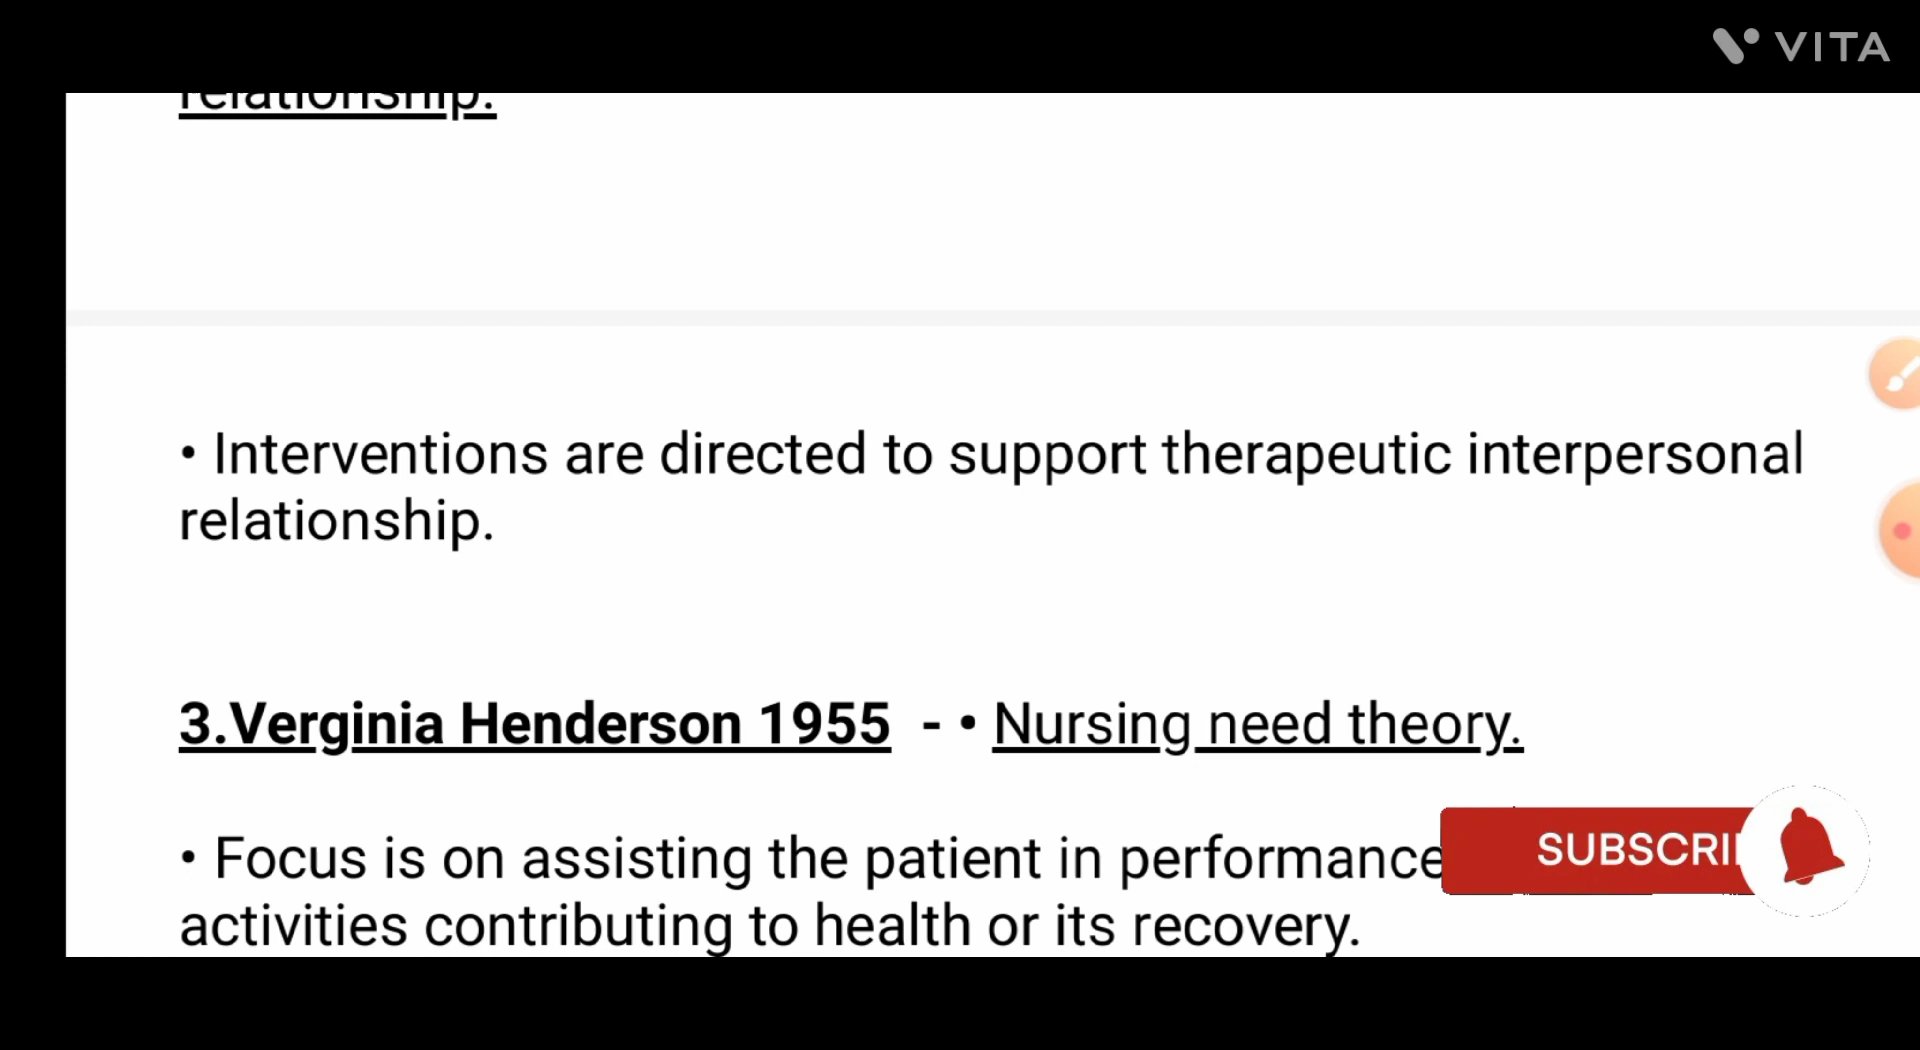 VITA
relationship.
• Interventions are directed to support therapeutic interpersonal
relationship.
3.Verginia Henderson 1955 - • Nursing need theory.
• Focus is on assisting the patient in performance
SUBSCRI
activities contributing to health or its recovery.